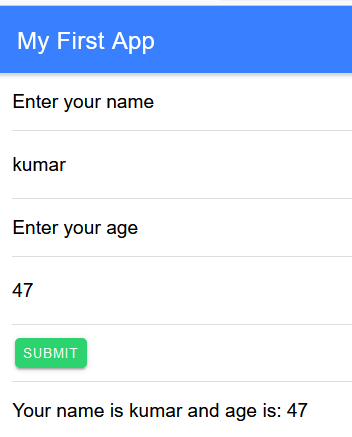 My First App
Enter your name
kumar
Enter your age
47
SUBMIT
Your name is kumar and age is: 47